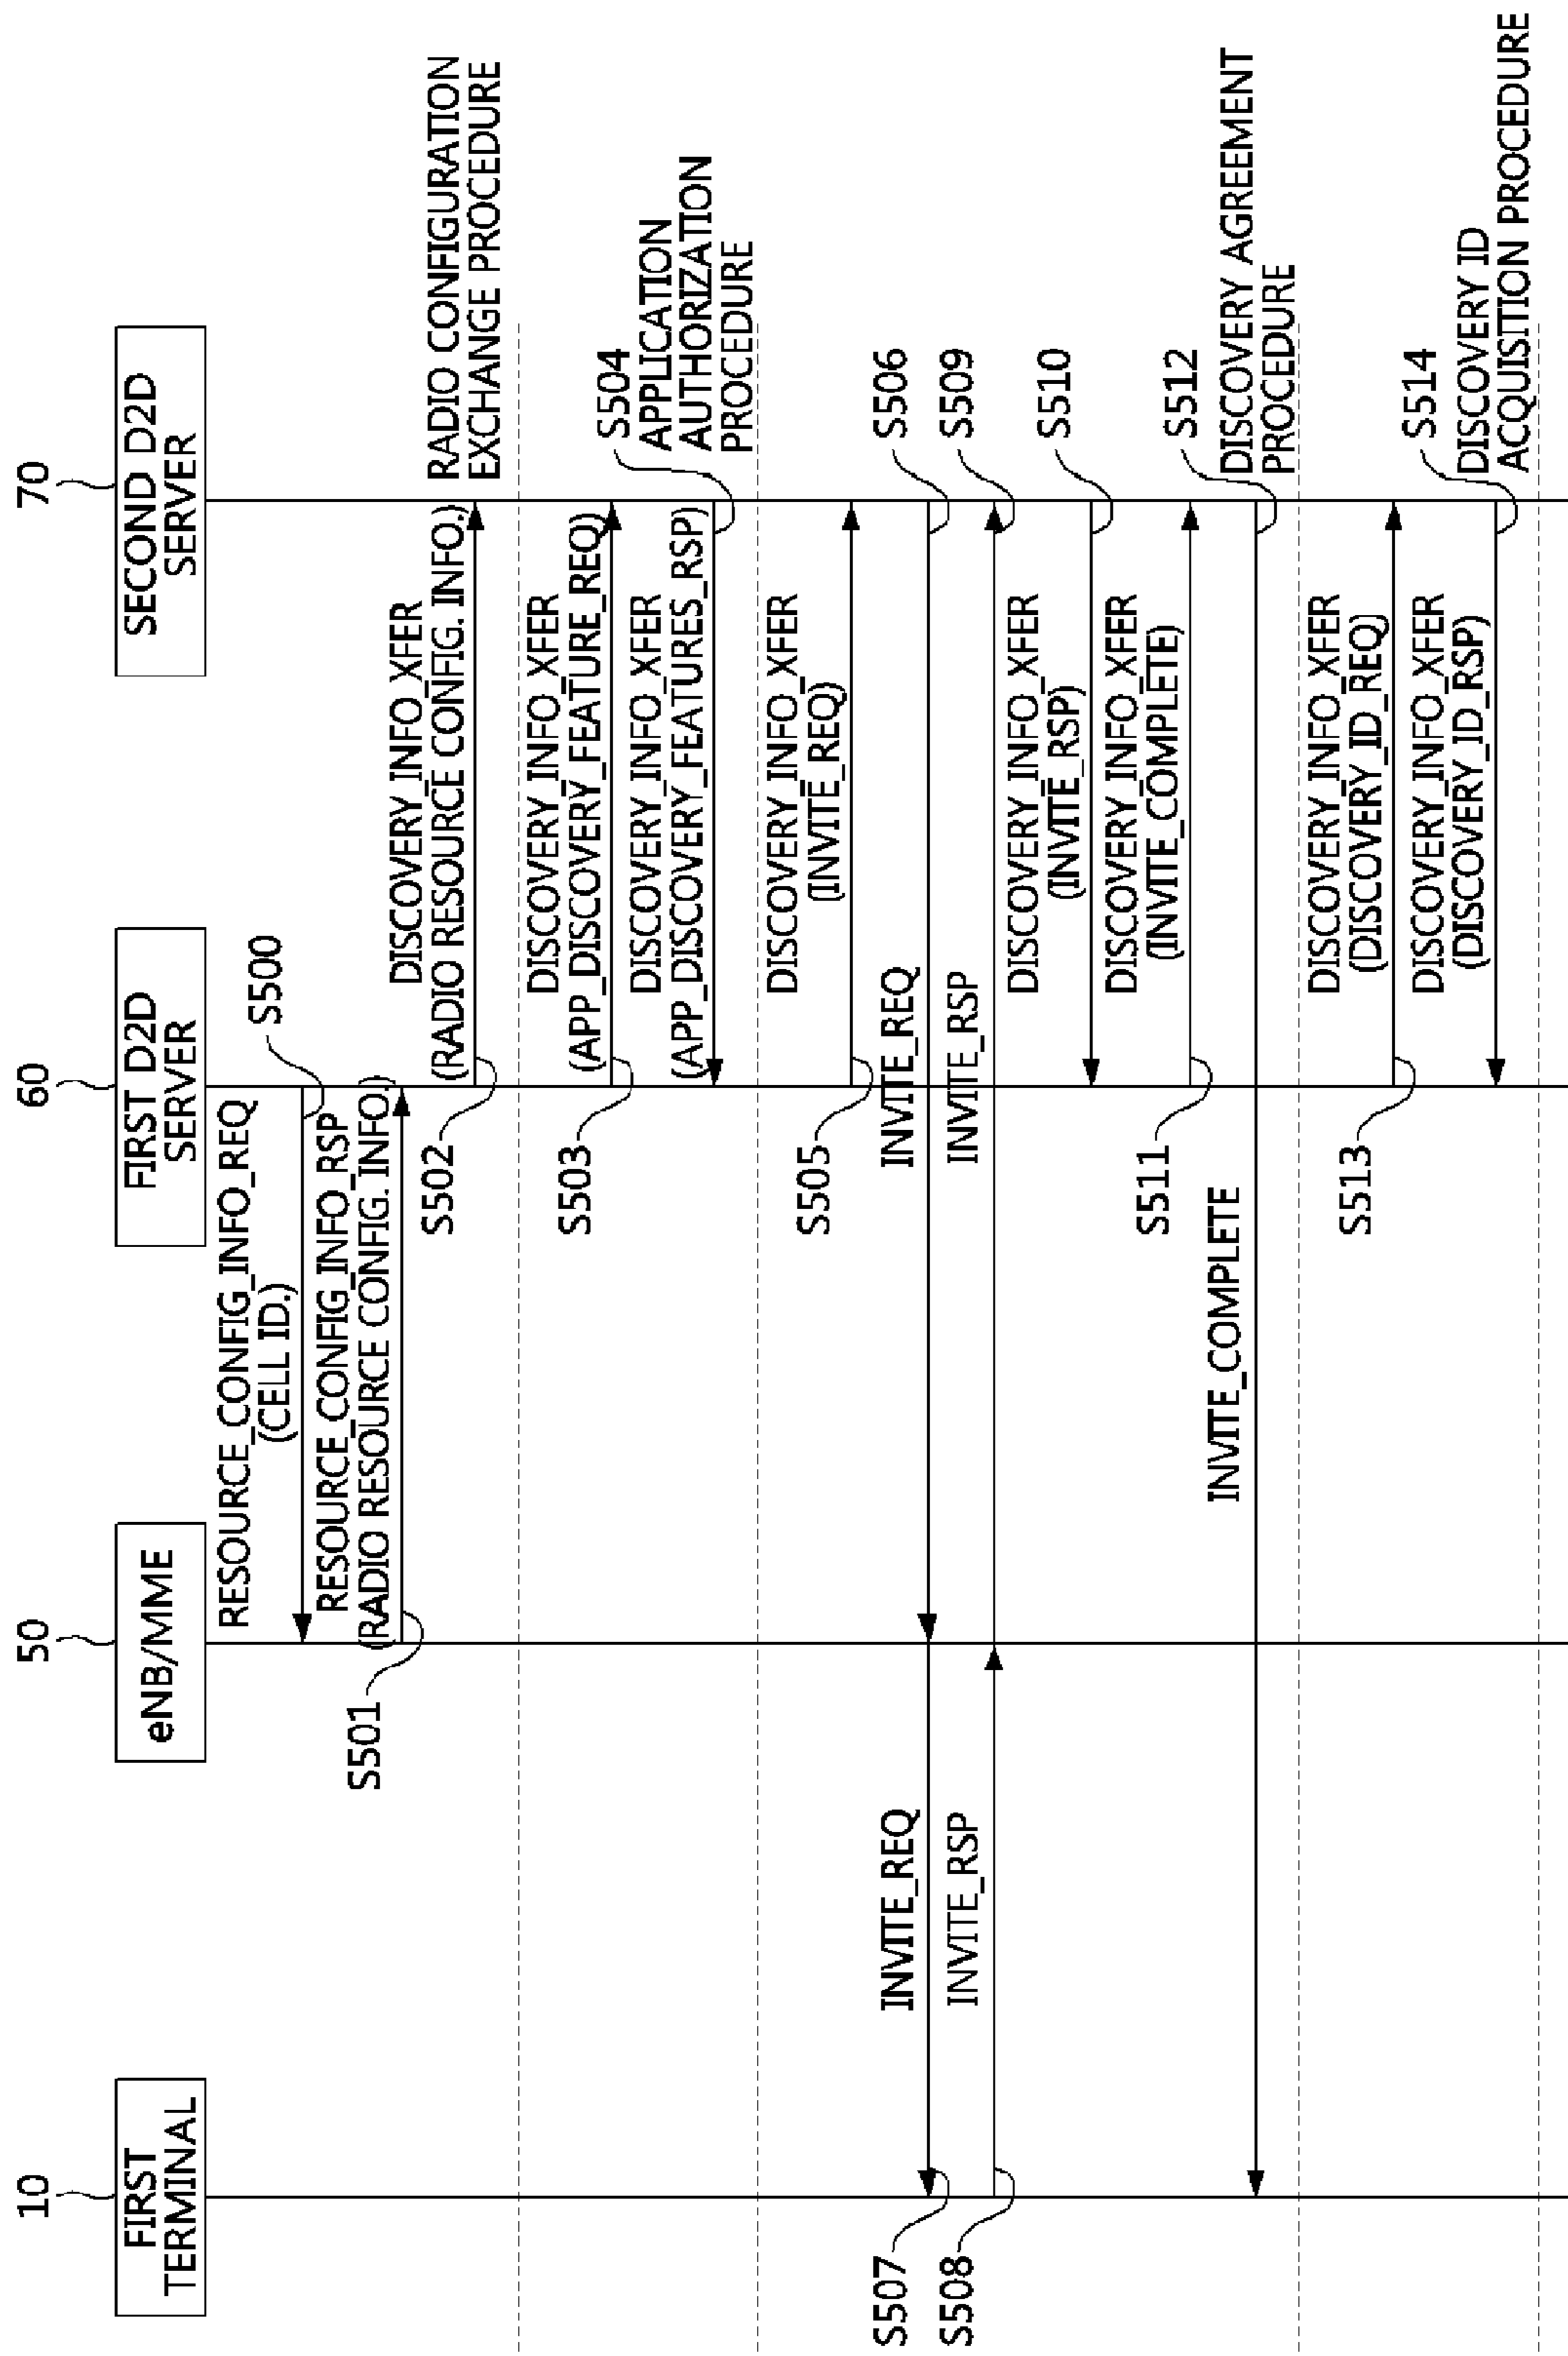 10
50
60
70
FIRST
TERMINAL
eNB/MME
FIRST D2D
SERVER
SECOND D2D
SERVER
RESOURCE_CONFIG_INFO_REQ
(CELL ID.)
S500
RESOURCE_CONFIG_INFO_RSP
(RADIO RESOURCE CONFIG. INFO.)
S501
DISCOVERY_INFO_XFER
(RADIO RESOURCE CONFIG. INFO.)
S502
RADIO CONFIGURATION
EXCHANGE PROCEDURE
DISCOVERY_INFO_XFER
(APP_DISCOVERY_FEATURE_REQ)
S503
DISCOVERY_INFO_XFER
(APP_DISCOVERY_FEATURES_RSP)
S504
APPLICATION
AUTHORIZATION
PROCEDURE
DISCOVERY_INFO_XFER
(INVITE_REQ)
S505
INVITE_REQ
S506
INVITE_REQ
S507
INVITE_RSP
S508
INVITE_RSP
S509
DISCOVERY_INFO_XFER
(INVITE_RSP)
S510
DISCOVERY_INFO_XFER
(INVITE_COMPLETE)
S511
INVITE_COMPLETE
S512
DISCOVERY AGREEMENT
PROCEDURE
DISCOVERY_INFO_XFER
(DISCOVERY_ID_REQ)
S513
DISCOVERY_INFO_XFER
(DISCOVERY_ID_RSP)
S514
DISCOVERY ID
ACQUISITION PROCEDURE